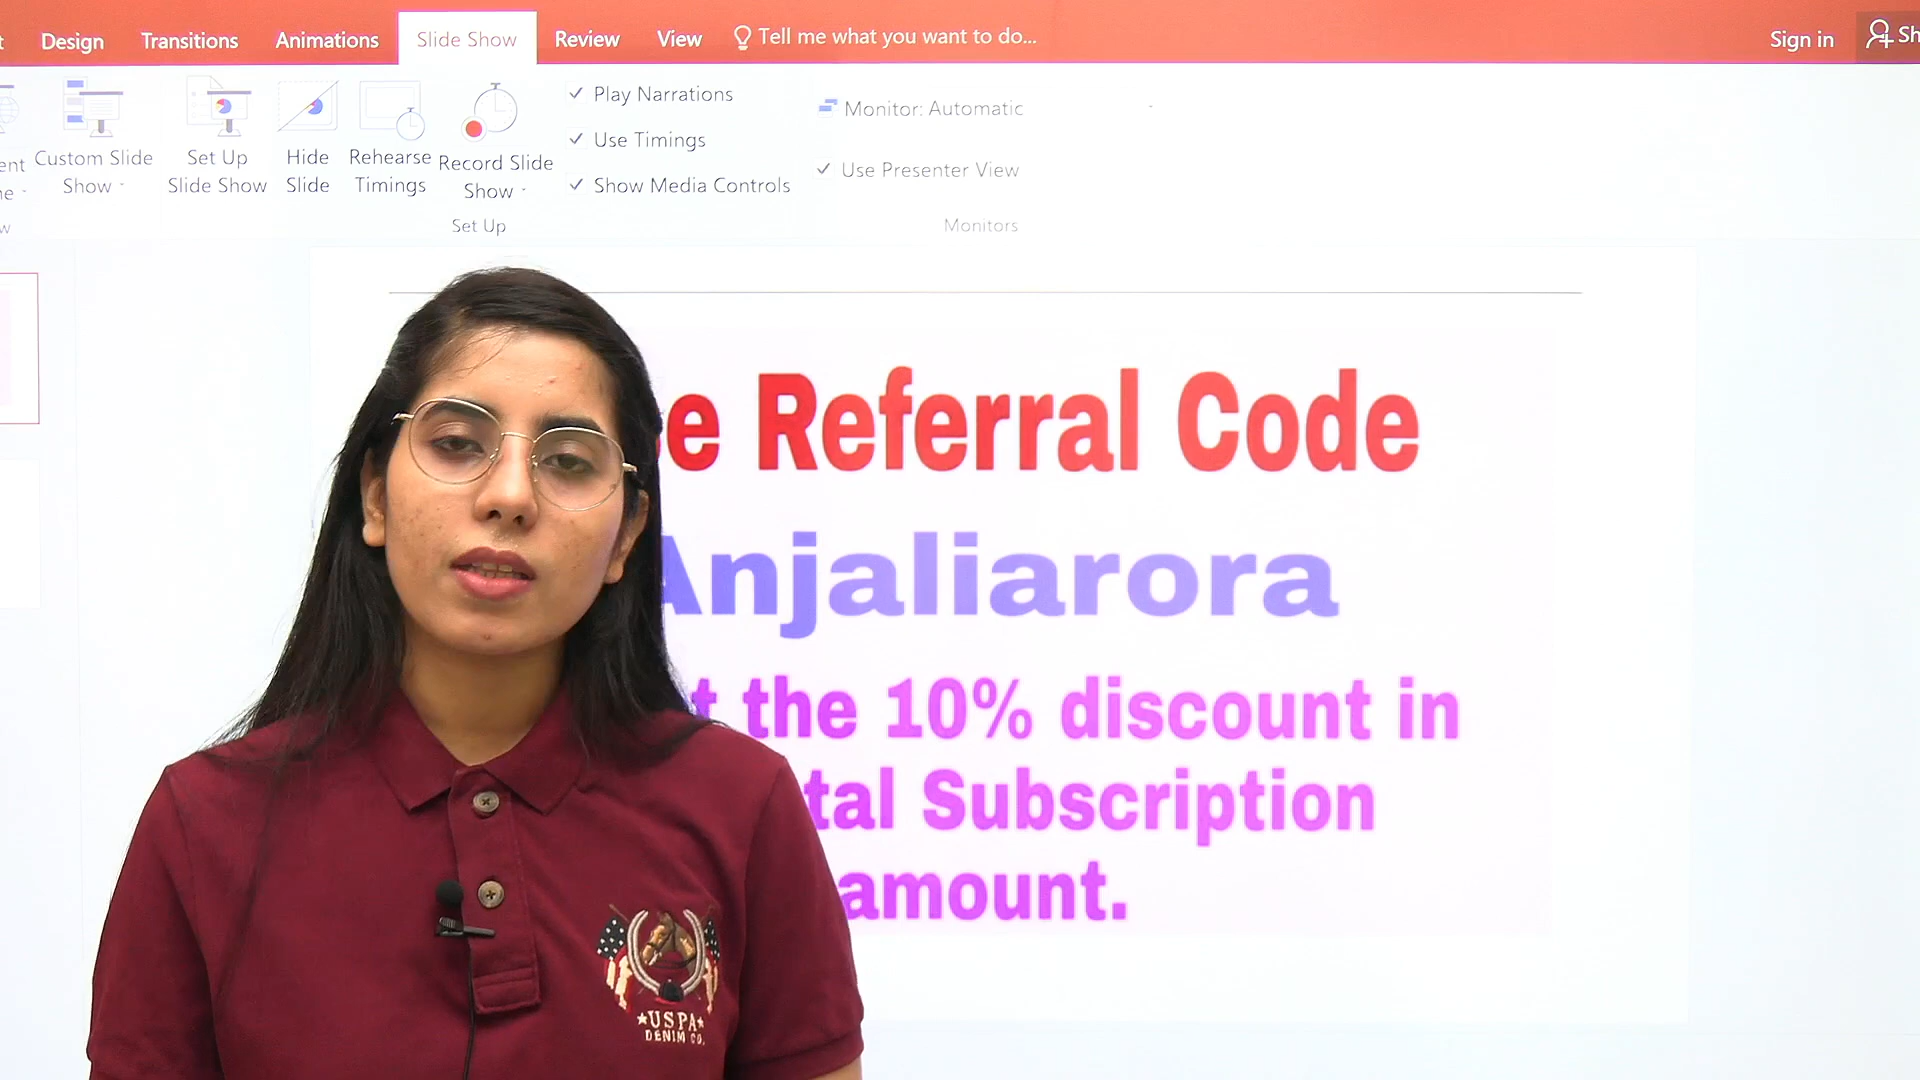 Design Transitions Animations Slide Show Review View Tell me what you want to do... Sign in
Custom Slide Show
Set Up Slide Show
Hide Slide
Rehearse Timings
Record Slide Show
Play Narrations
Use Timings
Show Media Controls
Set Up
Monitor: Automatic
Use Presenter View
Monitors
Referral Code
Anjaliarora
the 10% discount in
Subscription
amount.
USPA
DENIM CO.